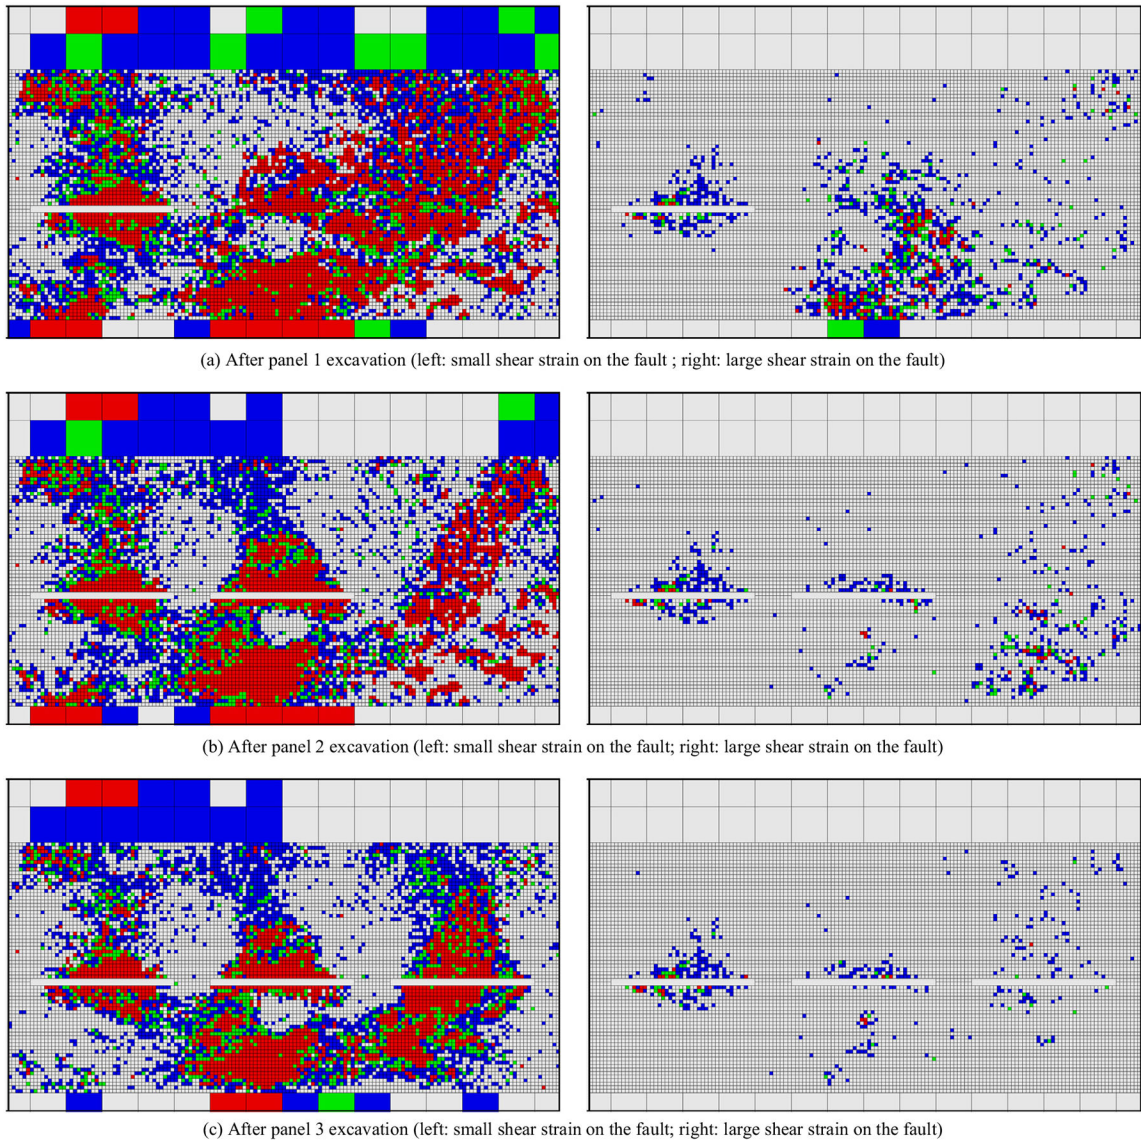 (a) After panel 1 excavation (left: small shear strain on the fault ; right: large shear strain on the fault)
(b) After panel 2 excavation (left: small shear strain on the fault; right: large shear strain on the fault)
(c) After panel 3 excavation (left: small shear strain on the fault; right: large shear strain on the fault)